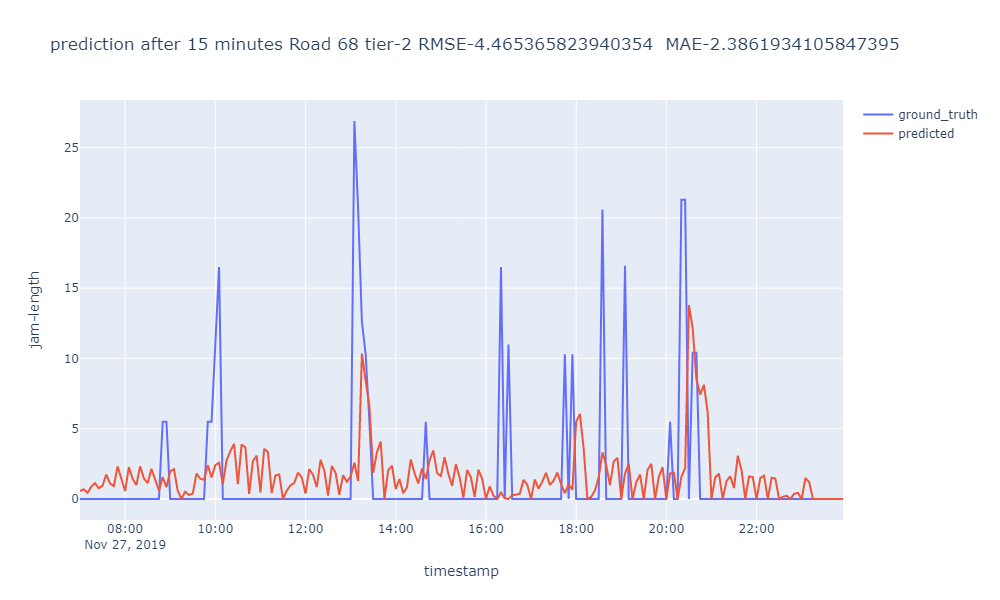 prediction after 15 minutes Road 68 tier-2 RMSE-4.465365823940354  MAE-2.3861934105847395
ground_truth
predicted
25
20
15
10
5
0
jam-length
08:00 10:00 12:00 14:00 16:00 18:00 20:00 22:00
Nov 27, 2019
timestamp